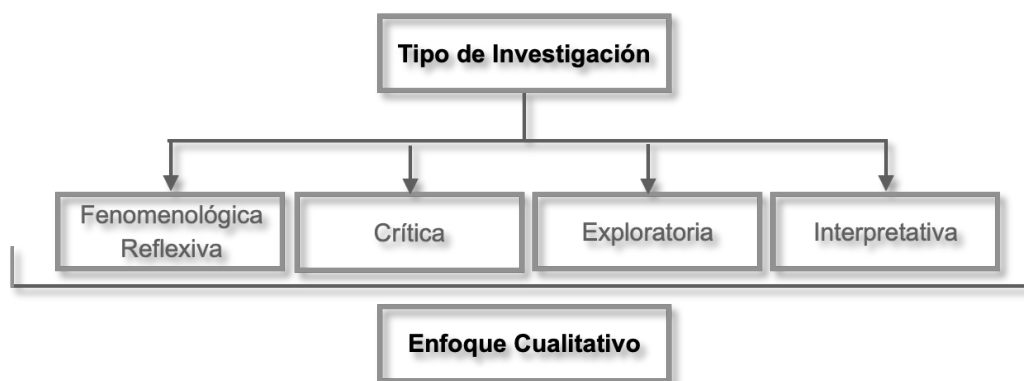 Tipo de Investigación
Fenomenológica
Reflexiva
Crítica
Exploratoria
Interpretativa
Enfoque Cualitativo